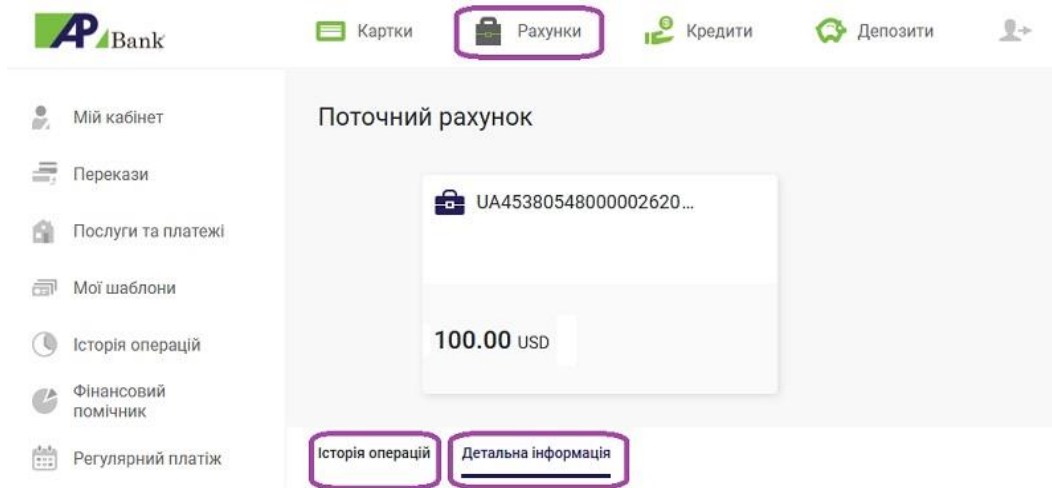 AP Bank
Картки
Рахунки
Кредити
Депозити
Мій кабінет
Перекази
Послуги та платежі
Мої шаблони
Історія операцій
Фінансовий
помічник
Регулярний платіж
Поточний рахунок
UA45380548000002620...
100.00 USD
Історія операцій
Детальна інформація